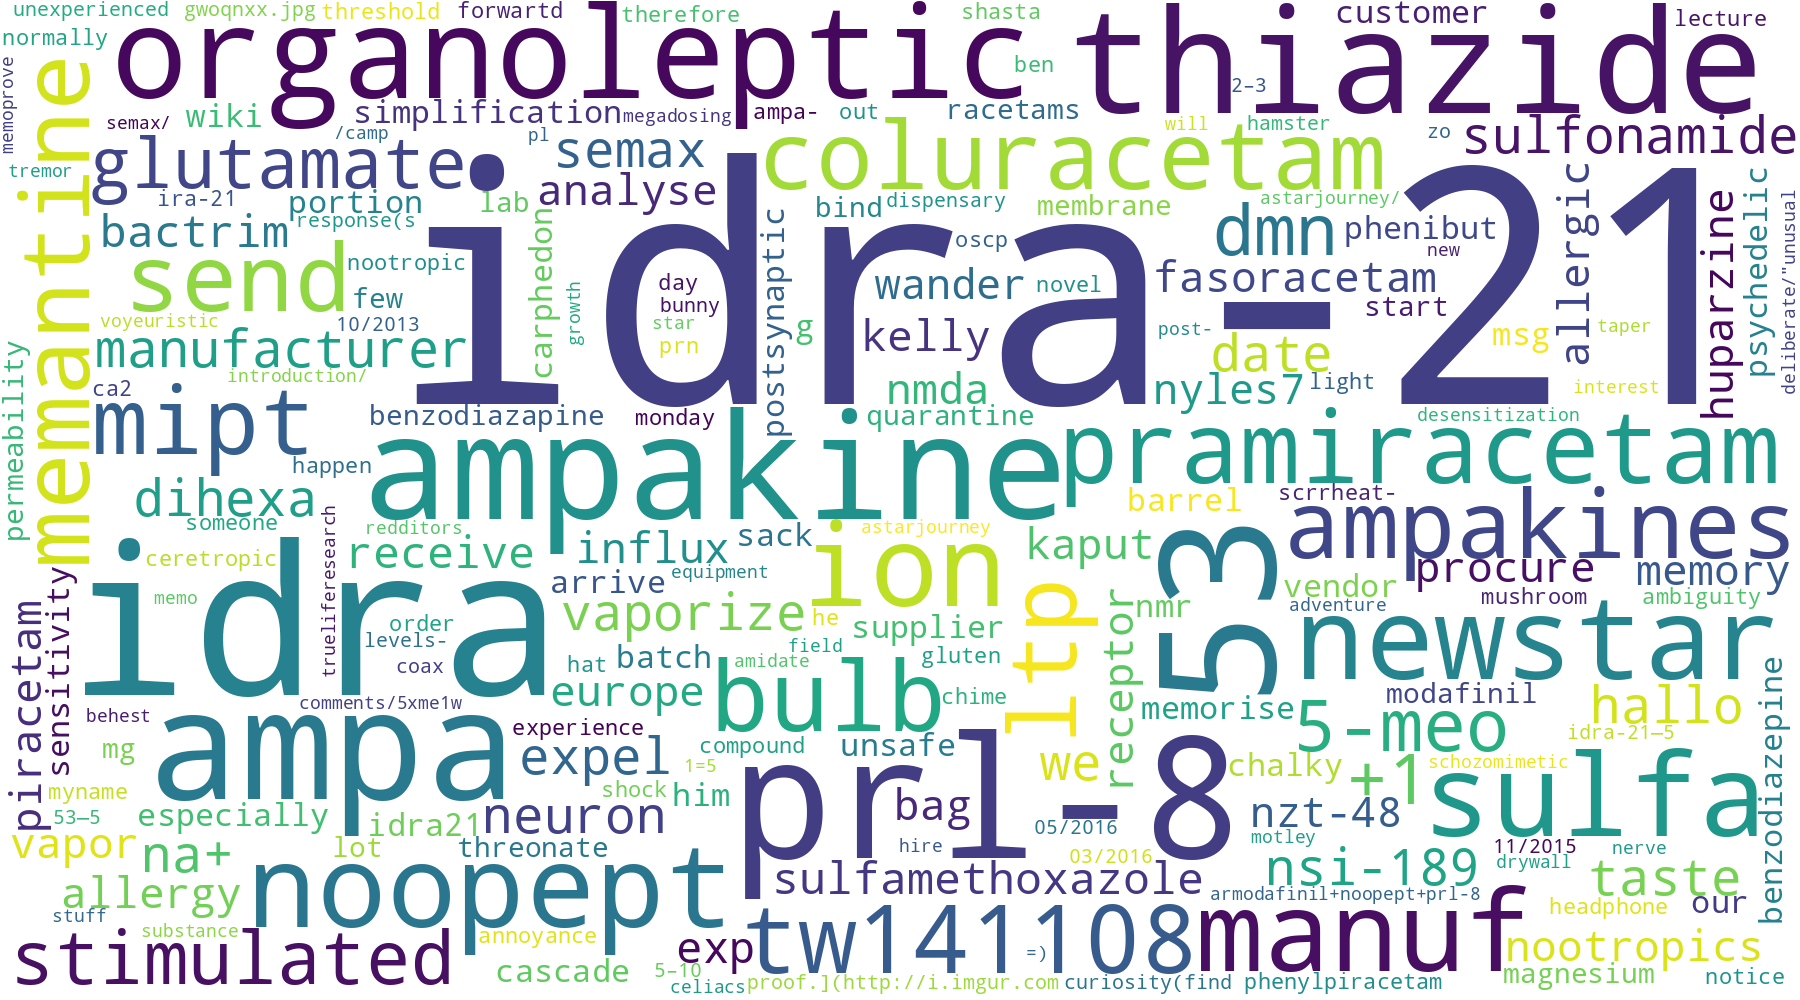 unexperienced
gwoqnxx.jpg
threshold
forwartd
organoleptic
therefore
shasta
thiazide
customer
lecture
normally
memoprove
memantine
ben
2–3
semax/
wiki
simplification
megadosing
ampa-
out
racetams
/camp
pl
semax
coluracetam
will
hamster
zo
sulfonamide
tremor
glutamate
ira-21
portion
response(s
lab
analyse
bind
dispensary
membrane
astarjourney/
bactrim
nootropic
send
few
10/2013
voyeuristic
carphedon
growth
idra-21
day
bunny
star
prn
postsynaptic
g
oscp
wander
novel
kelly
post-
dmn
phenibut
new
fasoracetam
start
date
msg
allergic
taper
interest
huparzine
psychedelic
deliberate/"unusual
permeability
manufacturer
introduction/
ca2
mipt
benzodiazapine
monday
nmda
quarantine
nyles7
light
desensitization
happen
ampakine
pramiracetam
dihexa
someone
trueliferesearch
redditors
receive
influx
sack
astarjourney
ion
kaput
barrel
scrrheat-
ampakines
53
procure
memory
ceretropic
arrive
equipment
vaporize
he
supplier
ltp
receptor
nmr
vendor
adventure
mushroom
ambiguity
newstar
piracetam
sensitivity
memo
idra
order
levels-
coax
hat
batch
amidate
field
gluten
chime
europe
bulb
comments/5xme1w
behest
mg
ampa
experience
expel
compound
unsafe
1=5
shock
him
memorise
modafinil
5-meo
hallo
idra-21—5
benzodiazepine
we
chalky
+1
schozomimetic
sulfa
myname
53—5
especially
vapor
na+
idra21
neuron
prl-8
bag
hire
05/2016
03/2016
nzt-48
motley
11/2015
drywall
nerve
lot
threonate
allergy
noopept
sulfamethoxazole
nsi-189
taste
armodafinil+noopept+prl-8
headphone
our
stuff
substance
stimulated
annoyance
cascade
exp
tw141108
=)
manuf
nootropics
5–10
celiacs
proof.](http://i.imgur.com
curiosity(find
phenylpiracetam
magnesium
notice